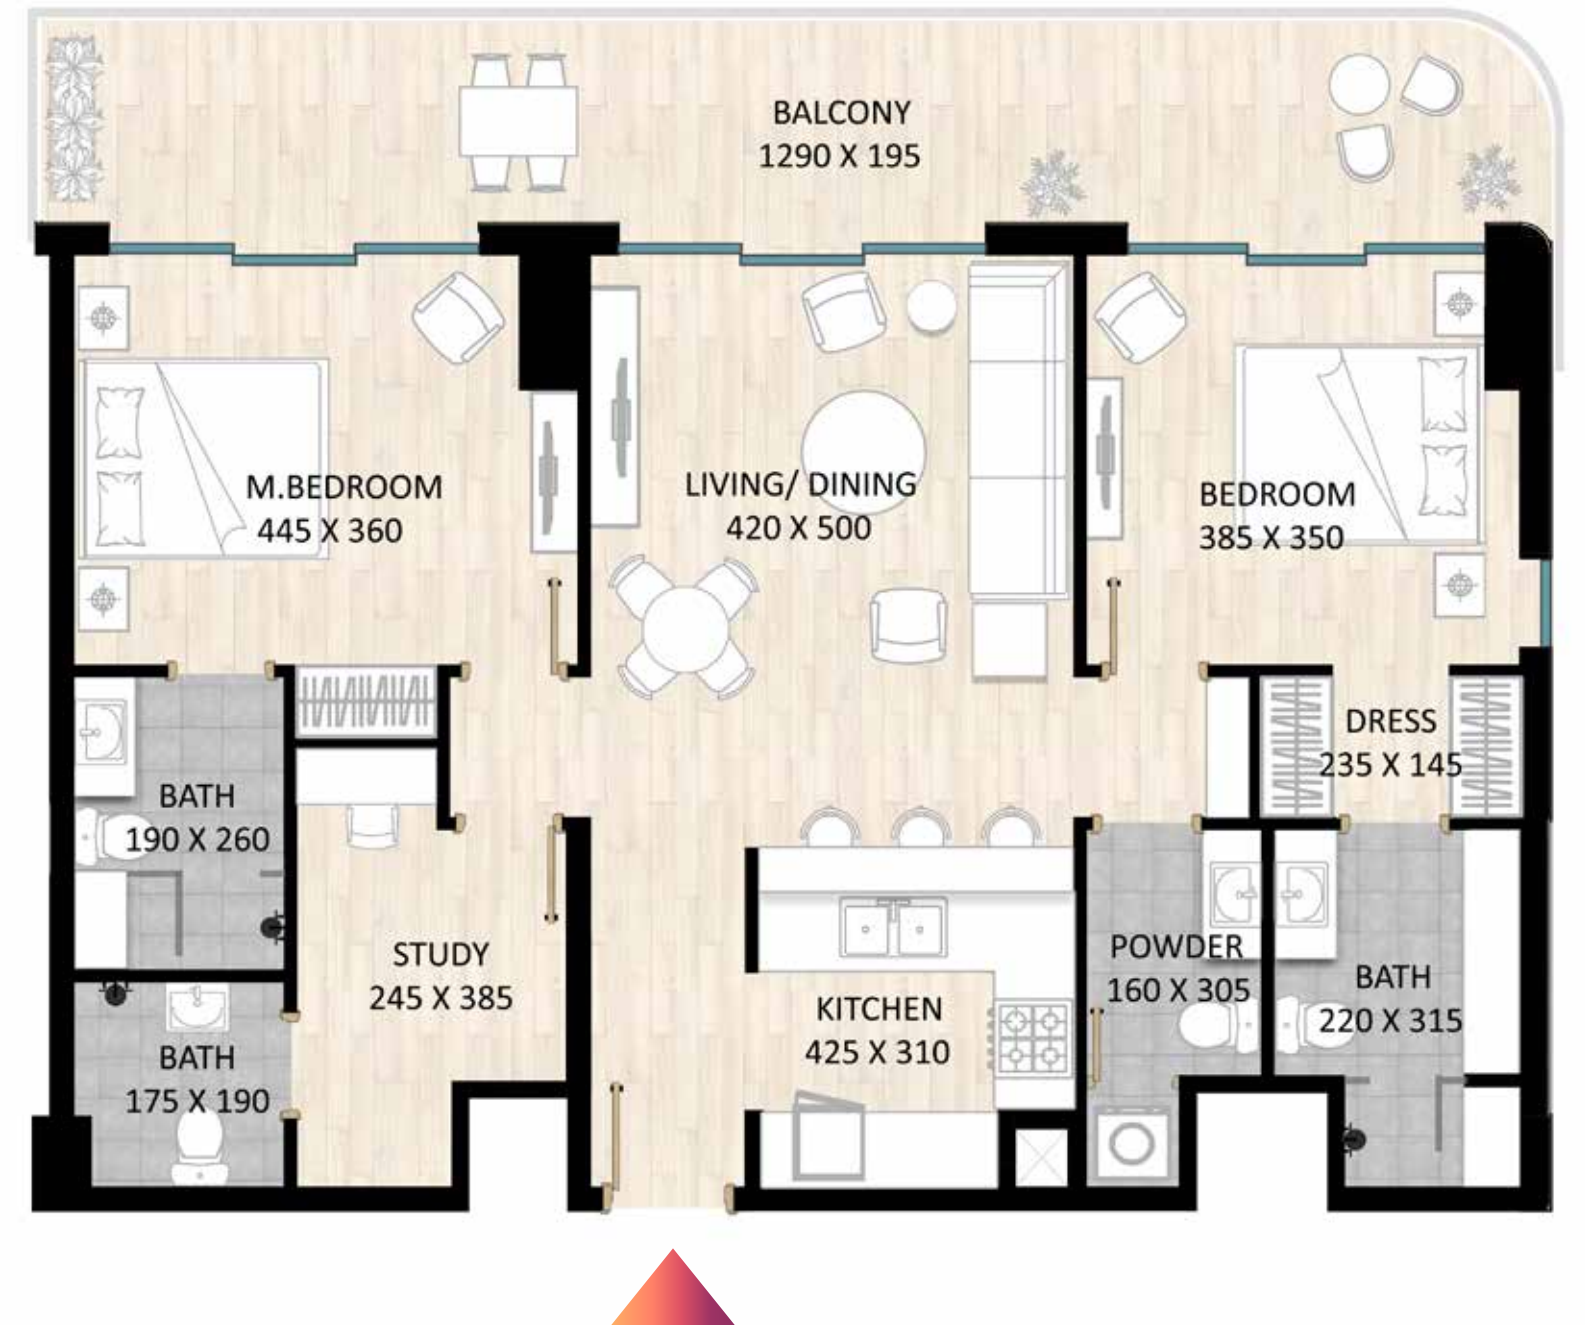 BALCONY
1290 X 195
M.BEDROOM
445 X 360
LIVING/ DINING
420 X 500
BEDROOM
385 X 350
DRESS
235 X 145
BATH
190 X 260
STUDY
245 X 385
KITCHEN
425 X 310
POWDER
160 X 305
BATH
220 X 315
BATH
175 X 190